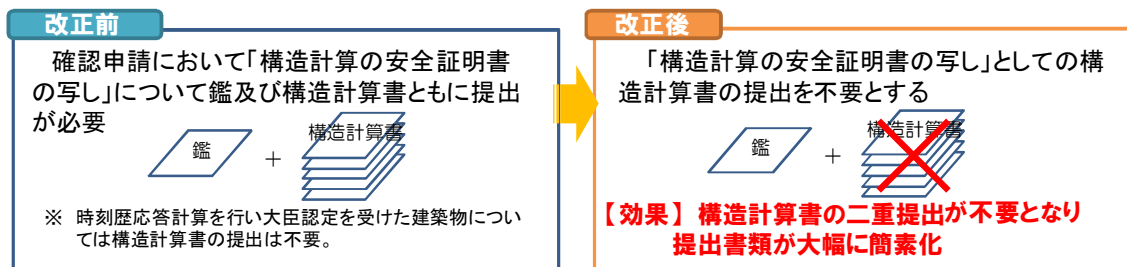 改正前
確認申請において「構造計算の安全証明書
の写し」について鑑及び構造計算書ともに提出
が必要
鑑
+
構造計算書
※ 時刻歴応答計算を行い大臣認定を受けた建築物につい
ては構造計算書の提出は不要。
改正後
「構造計算の安全証明書の写し」としての構
造計算書の提出を不要とする
鑑
+
構造計算書
【効果】構造計算書の二重提出が不要となり
提出書類が大幅に簡素化